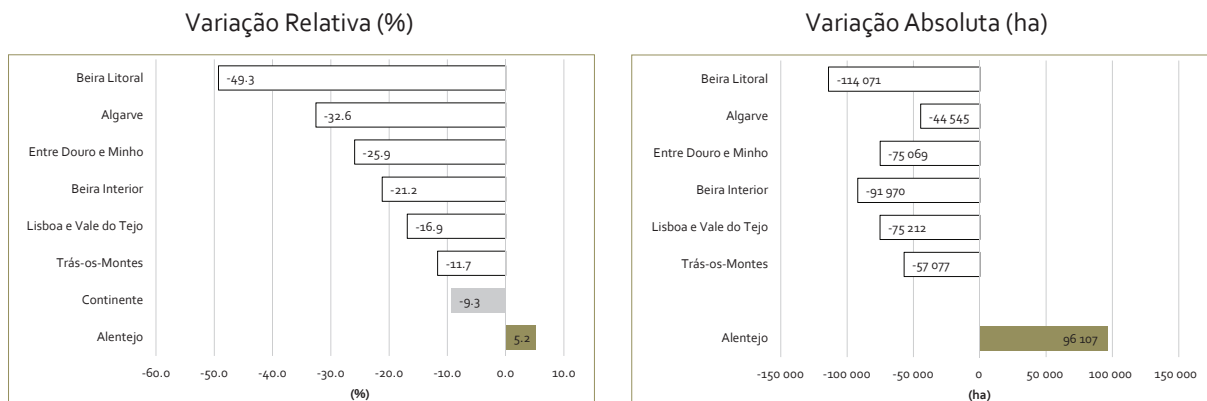 Variação Relativa (%)
Beira Litoral
-49.3
Algarve
-32.6
Entre Douro e Minho
-25.9
Beira Interior
-21.2
Lisboa e Vale do Tejo
-16.9
Trás-os-Montes
-11.7
Continente
-9.3
Alentejo
5.2
-60.0 -50.0 -40.0 -30.0 -20.0 -10.0 0.0 10.0
(%)
Variação Absoluta (ha)
Beira Litoral
-114 071
Algarve
-44 545
Entre Douro e Minho
-75 069
Beira Interior
-91 970
Lisboa e Vale do Tejo
-75 212
Trás-os-Montes
-57 077
Alentejo
96 107
-150 000 -100 000 -50 000 0 50 000 100 000 150 000
(ha)